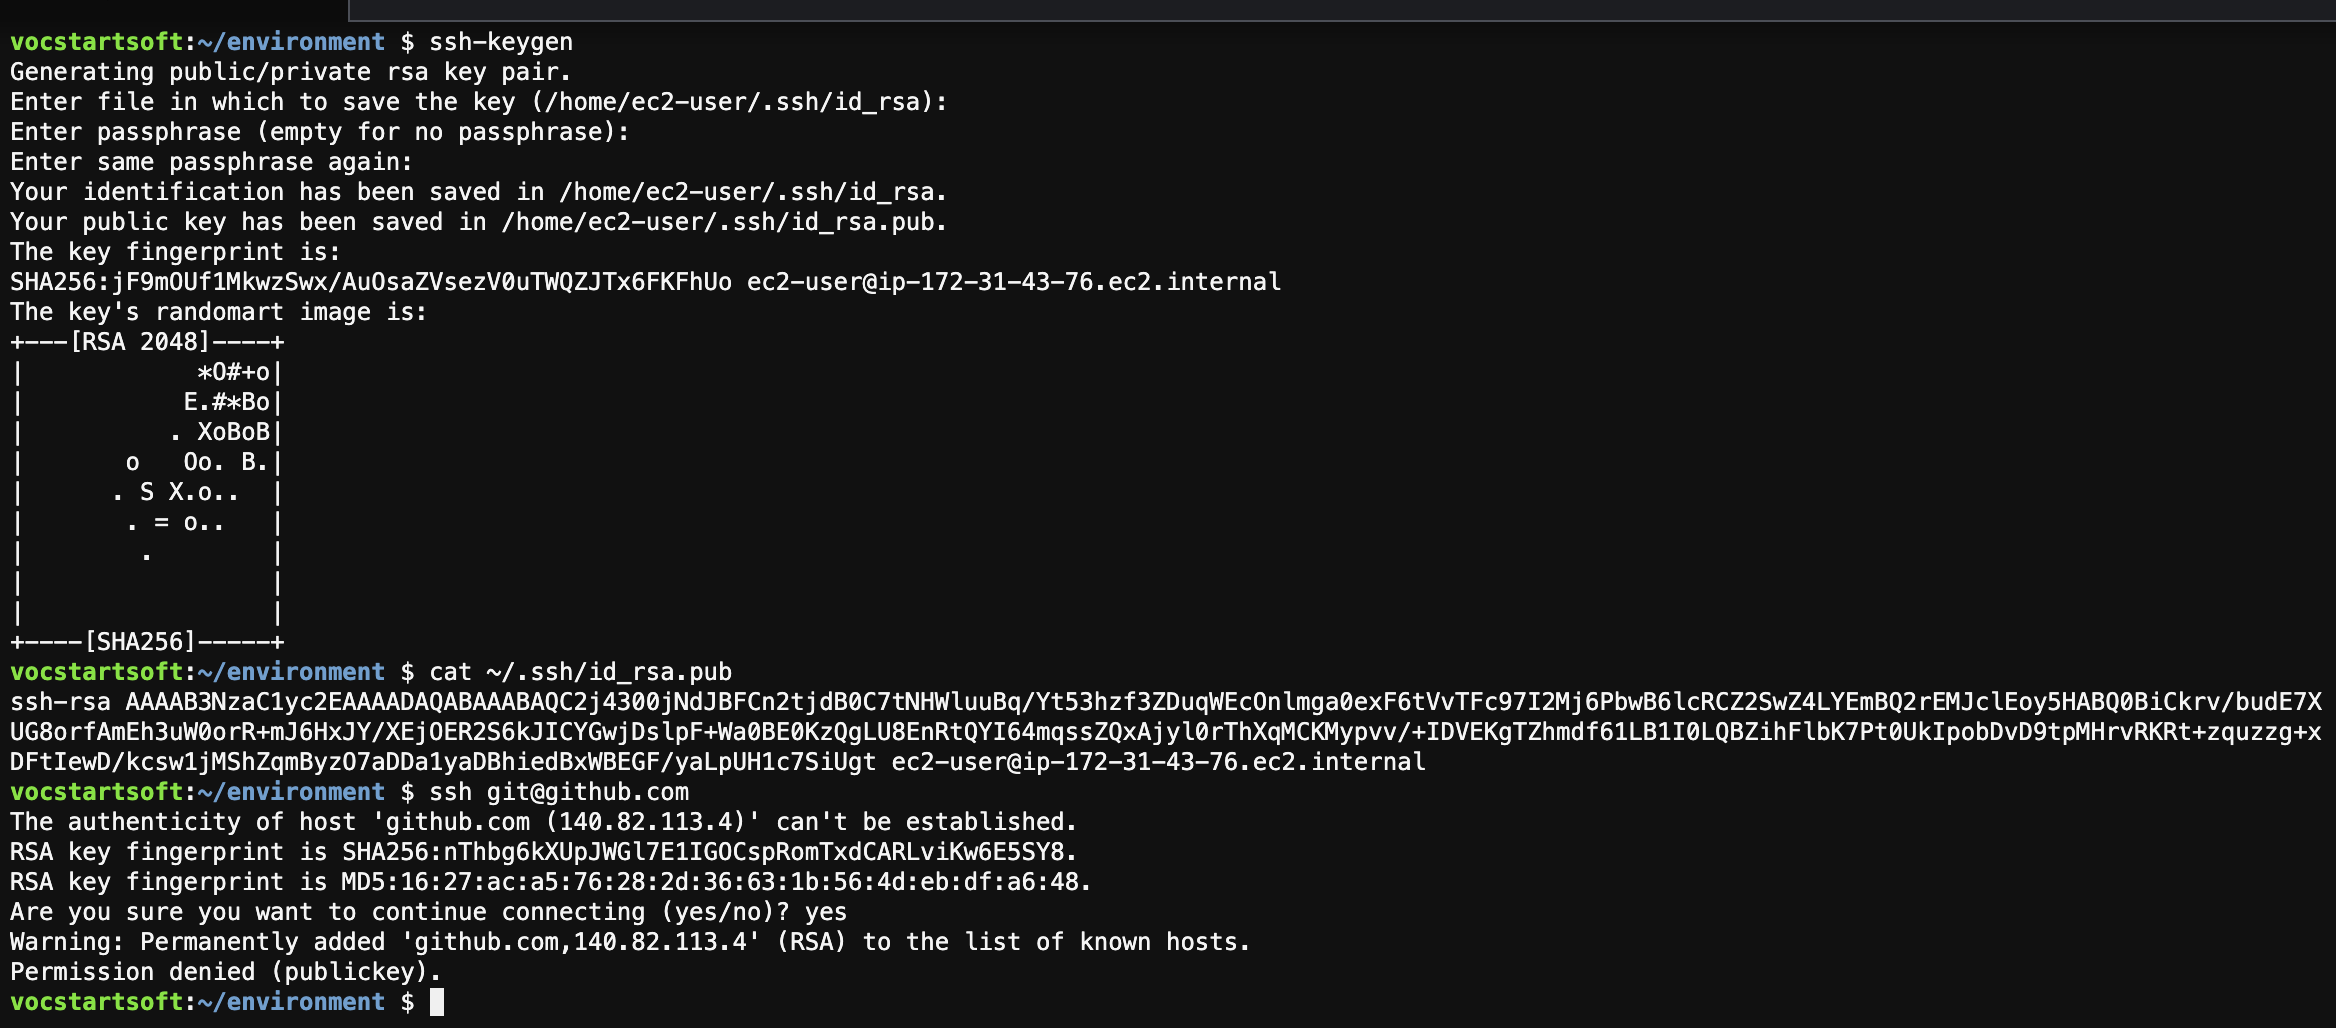 vocstartsoft:~/environment $ ssh-keygen
Generating public/private rsa key pair.
Enter file in which to save the key (/home/ec2-user/.ssh/id_rsa):
Enter passphrase (empty for no passphrase):
Enter same passphrase again:
Your identification has been saved in /home/ec2-user/.ssh/id_rsa.
Your public key has been saved in /home/ec2-user/.ssh/id_rsa.pub.
The key fingerprint is:
SHA256:jF9mOUf1MkwzSwx/AuOsaZVsezV0uTWQZJTx6FKFhUo ec2-user@ip-172-31-43-76.ec2.internal
The key's randomart image is:
+---[RSA 2048]----+
|            *O#+o|
|           E.#*Bo|
|          . XoBoB|
|       o   Oo. B.|
|      . S X.o..  |
|       . = o..   |
|        .        |
|                 |
|                 |
+----[SHA256]-----+
vocstartsoft:~/environment $ cat ~/.ssh/id_rsa.pub
ssh-rsa AAAAB3NzaC1yc2EAAAADAQABAAABAQC2j4300jNdJBFCn2tjdB0C7tNHWluuBq/Yt53hzf3ZDuqWEcOnlmga0exF6tVvTFc97I2Mj6PbwB6lcRCZ2SwZ4LYEmBQ2rEMJclEoy5HABQ0BiCkrv/budE7X
UG8orfAmEh3uW0orR+mJ6HxJY/XEjOER2S6kJICYGwjDslpF+Wa0BE0KzQgLU8EnRtQYI64mqssZQxAjyl0rThXqMCKMypvv/+IDVEKgTZhmdf61LB1I0LQBZihFlbK7Pt0UkIpobDvD9tpMHrvRKRt+zquzzg+x
DFtIewD/kcsw1jMShZqmByzO7aDDa1yaDBhiedBxWBEGF/yaLpUH1c7SiUgt ec2-user@ip-172-31-43-76.ec2.internal
vocstartsoft:~/environment $ ssh git@github.com
The authenticity of host 'github.com (140.82.113.4)' can't be established.
RSA key fingerprint is SHA256:nThbg6kXUpJWGl7E1IGOCspRomTxdCARLviKw6E5SY8.
RSA key fingerprint is MD5:16:27:ac:a5:76:28:2d:36:63:1b:56:4d:eb:df:a6:48.
Are you sure you want to continue connecting (yes/no)? yes
Warning: Permanently added 'github.com,140.82.113.4' (RSA) to the list of known hosts.
Permission denied (publickey).
vocstartsoft:~/environment $